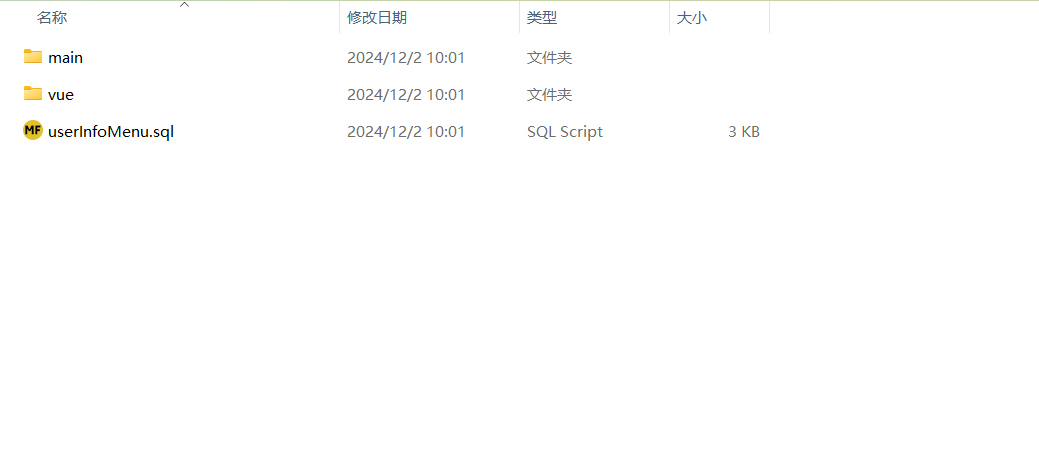 名称 修改日期 类型 大小
main 2024/12/2 10:01 文件夹
vue 2024/12/2 10:01 文件夹
MF userInfoMenu.sql 2024/12/2 10:01 SQL Script 3 KB